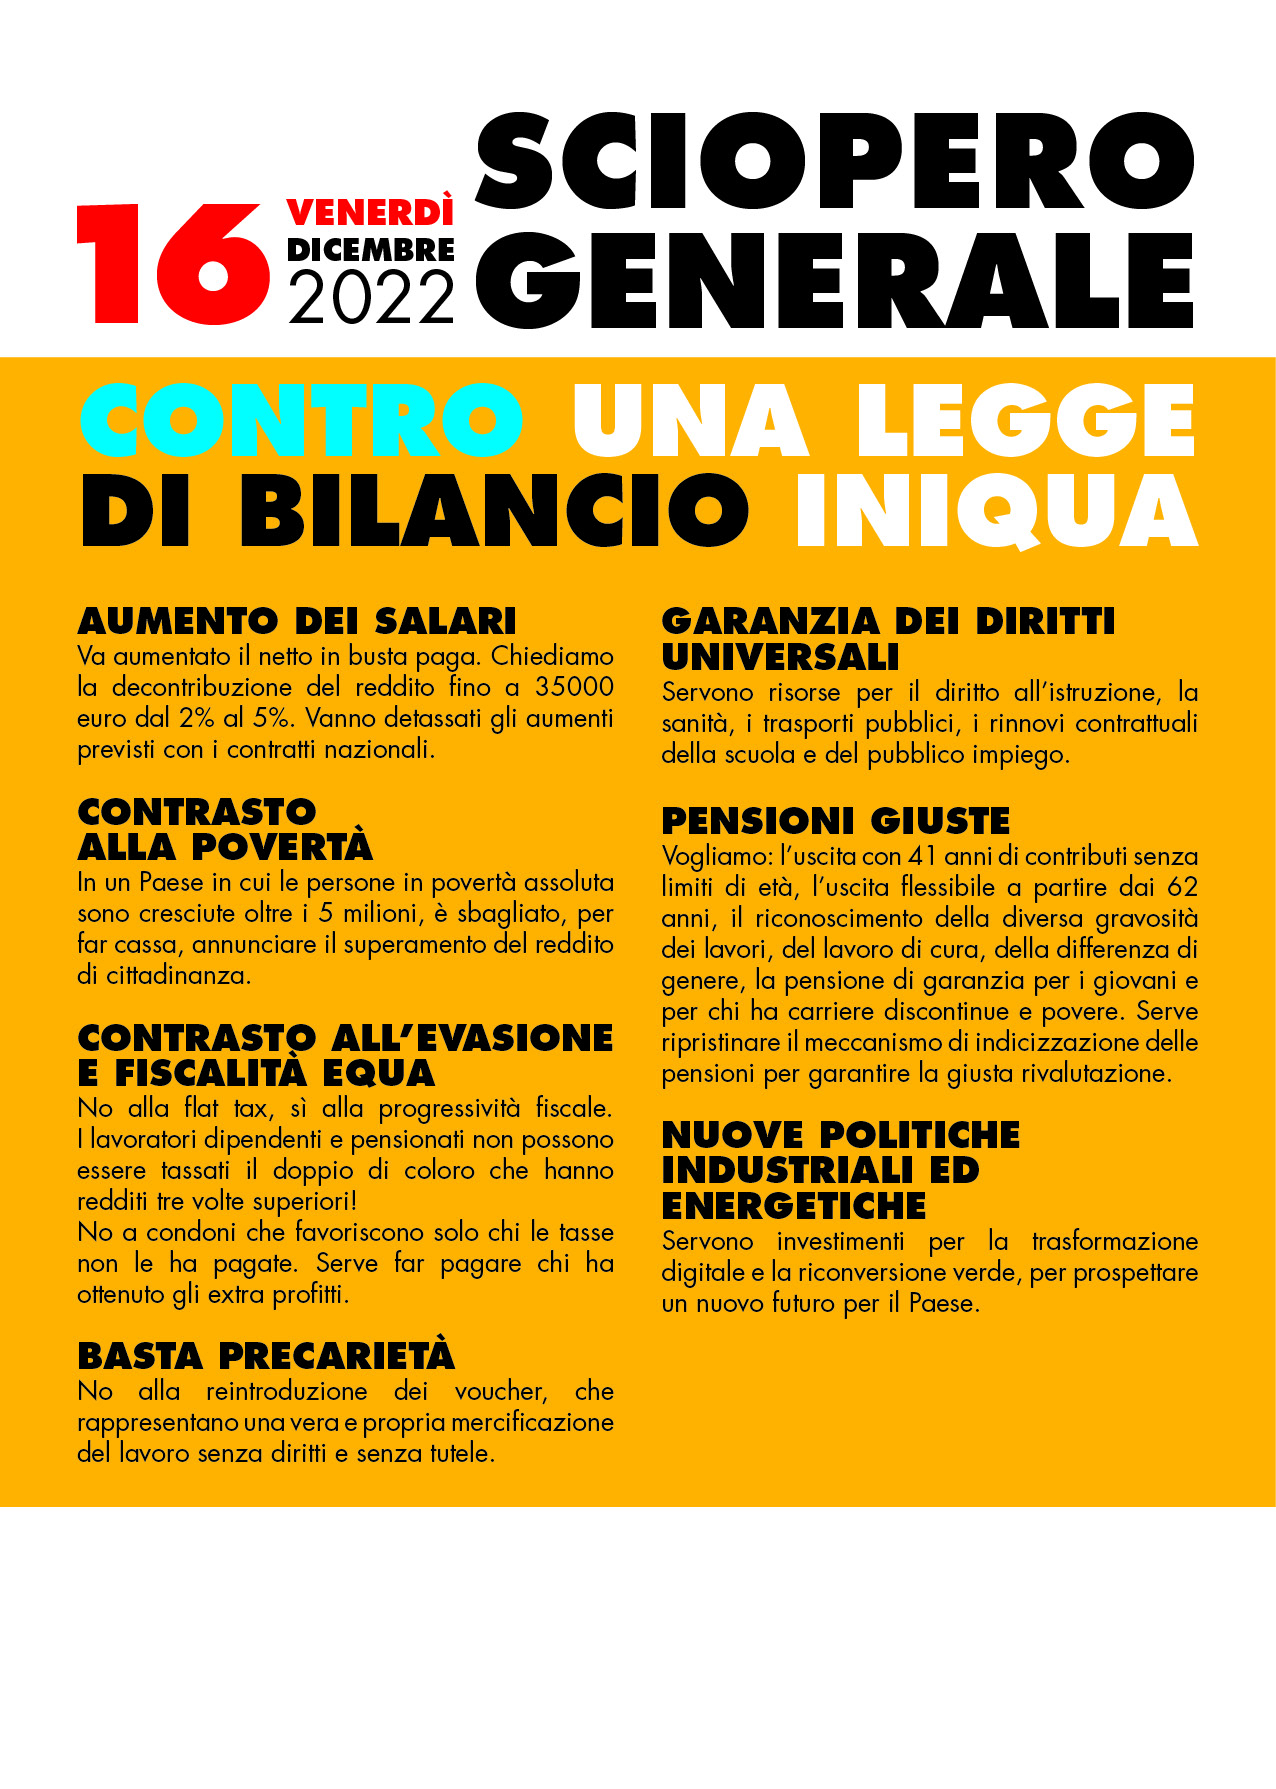 16
VENERDÌ
DICEMBRE
2022
SCIOPERO
GENERALE
CONTRO UNA LEGGE
DI BILANCIO INIQUA
AUMENTO DEI SALARI
Va aumentato il netto in busta paga. Chiediamo
la decontribuzione del reddito fino a 35000
euro dal 2% al 5%. Vanno detassati gli aumenti
previsti con i contratti nazionali.
CONTRASTO
ALLA POVERTÀ
In un Paese in cui le persone in povertà assoluta
sono cresciute oltre i 5 milioni, è sbagliato, per
far cassa, annunciare il superamento del reddito
di cittadinanza.
CONTRASTO ALL’EVASIONE
E FISCALITÀ EQUA
No alla flat tax, sì alla progressività fiscale.
I lavoratori dipendenti e pensionati non possono
essere tassati il doppio di coloro che hanno
redditi tre volte superiori!
No a condoni che favoriscono solo chi le tasse
non le ha pagate. Serve far pagare chi ha
ottenuto gli extra profitti.
BASTA PRECARIETÀ
No alla reintroduzione dei voucher, che
rappresentano una vera e propria mercificazione
del lavoro senza diritti e senza tutele.
GARANZIA DEI DIRITTI
UNIVERSALI
Servono risorse per il diritto all’istruzione, la
sanità, i trasporti pubblici, i rinnovi contrattuali
della scuola e del pubblico impiego.
PENSIONI GIUSTE
Vogliamo: l’uscita con 41 anni di contributi senza
limiti di età, l’uscita flessibile a partire dai 62
anni, il riconoscimento della diversa gravosità
dei lavori, del lavoro di cura, della differenza di
genere, la pensione di garanzia per i giovani e
per chi ha carriere discontinue e povere. Serve
ripristinare il meccanismo di indicizzazione delle
pensioni per garantire la giusta rivalutazione.
NUOVE POLITICHE
INDUSTRIALI ED
ENERGETICHE
Servono investimenti per la trasformazione
digitale e la riconversione verde, per prospettare
un nuovo futuro per il Paese.